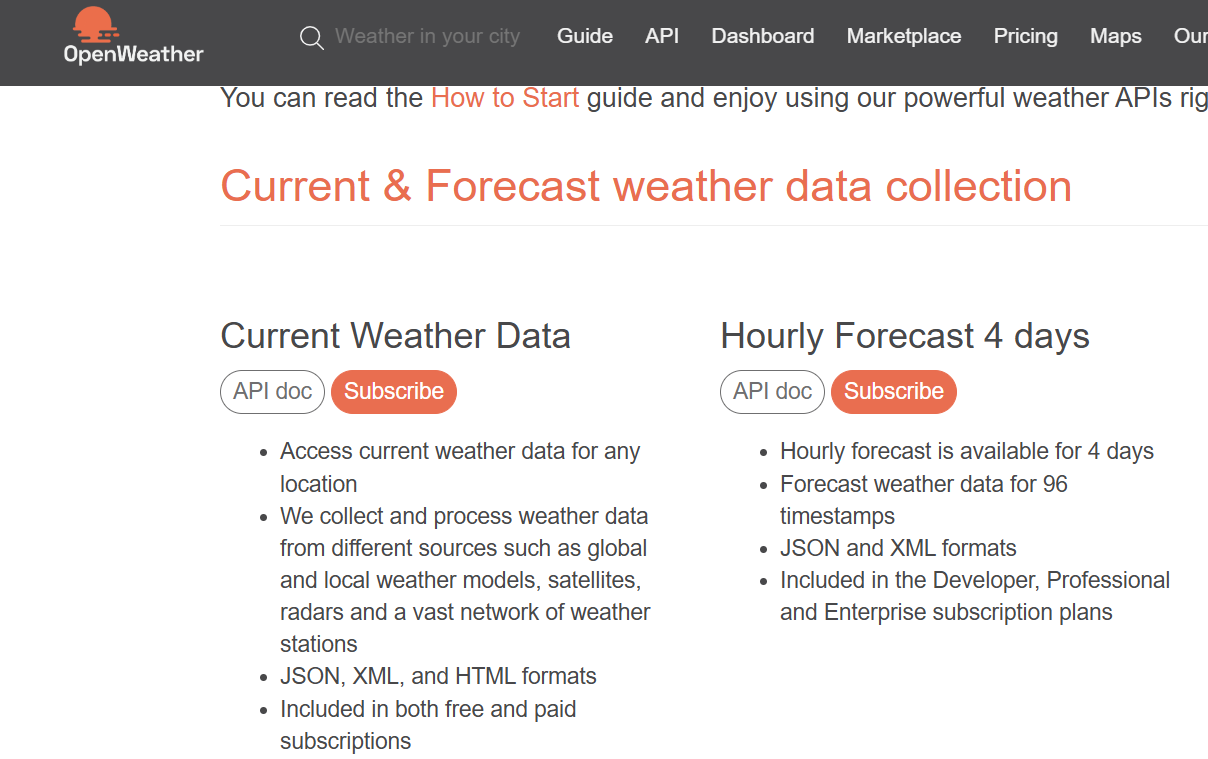 OpenWeather
Weather in your city
Guide
API
Dashboard
Marketplace
Pricing
Maps
Our
You can read the How to Start guide and enjoy using our powerful weather APIs rig
Current & Forecast weather data collection
Current Weather Data
API doc
Subscribe
• Access current weather data for any
location
• We collect and process weather data
from different sources such as global
and local weather models, satellites,
radars and a vast network of weather
stations
• JSON, XML, and HTML formats
• Included in both free and paid
subscriptions
Hourly Forecast 4 days
API doc
Subscribe
• Hourly forecast is available for 4 days
• Forecast weather data for 96
timestamps
• JSON and XML formats
• Included in the Developer, Professional
and Enterprise subscription plans